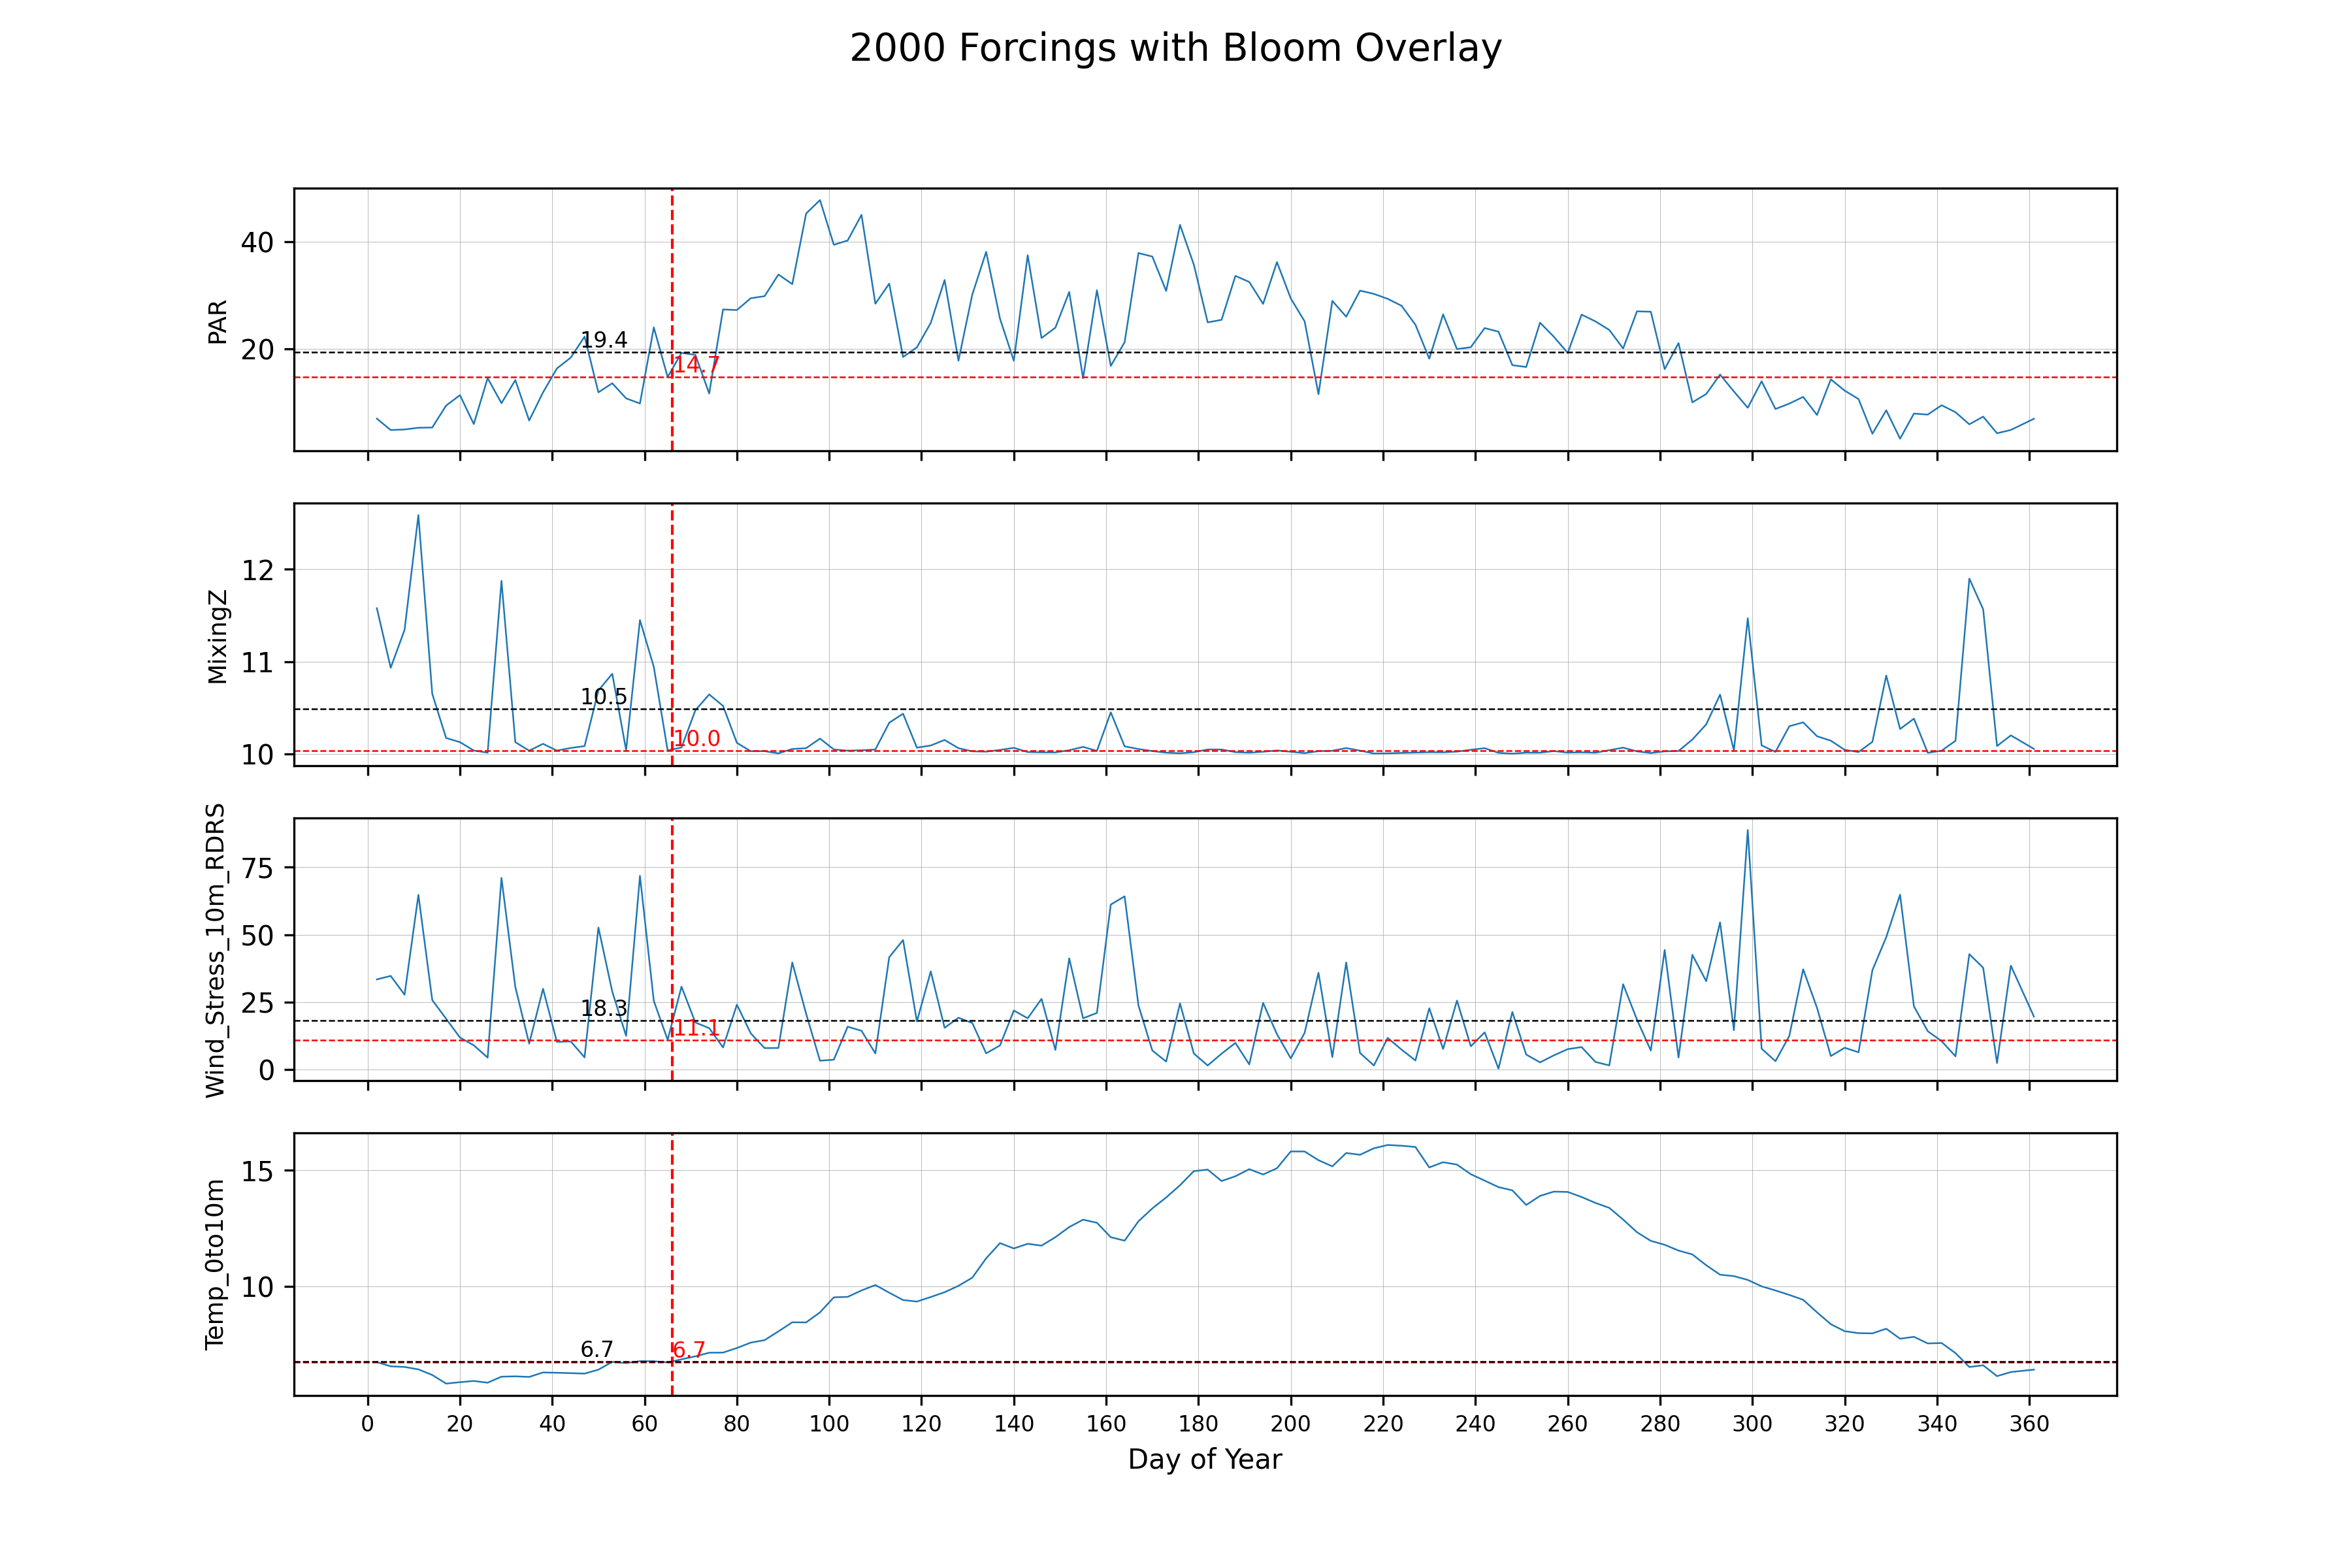 2000 Forcings with Bloom Overlay
PAR
40
20
19.4
14.7
MixingZ
12
11
10
10.5
10.0
Wind_Stress_10m_RDRS
75
50
25
0
18.3
11.1
Temp_0to10m
15
10
6.7
6.7
0 20 40 60 80 100 120 140 160 180 200 220 240 260 280 300 320 340 360
Day of Year